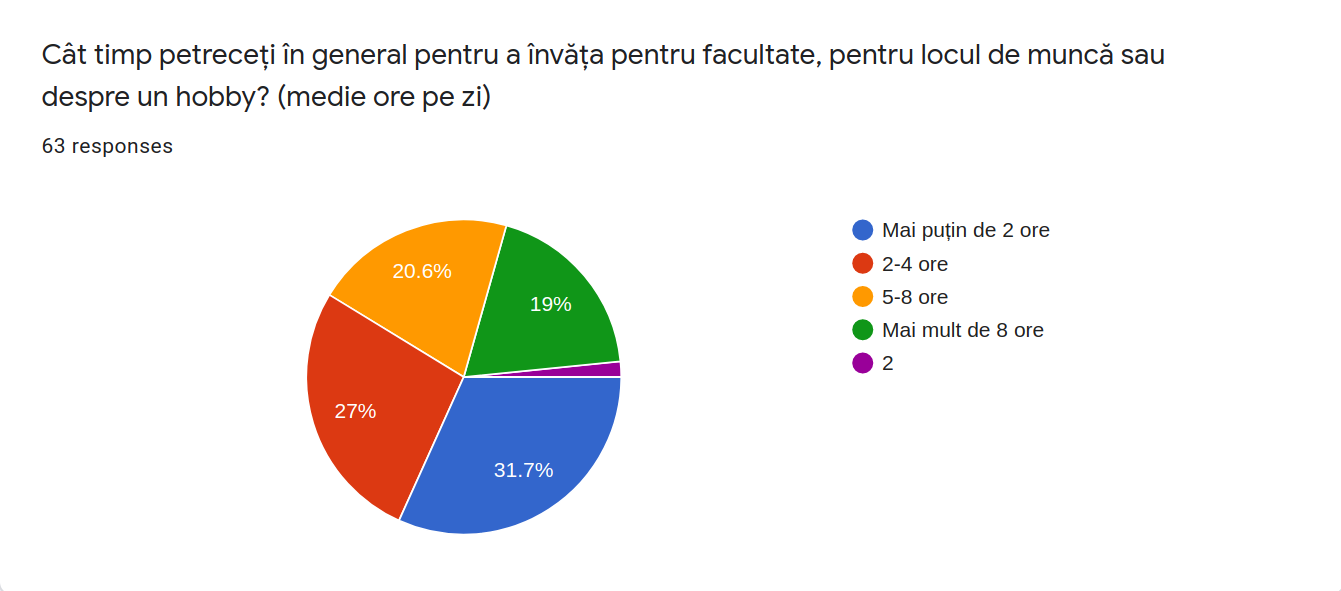 Cât timp petreceți în general pentru a învăța pentru facultate, pentru locul de muncă sau
despre un hobby? (medie ore pe zi)
63 responses
20.6%
19%
27%
31.7%
Mai puțin de 2 ore
2-4 ore
5-8 ore
Mai mult de 8 ore
2